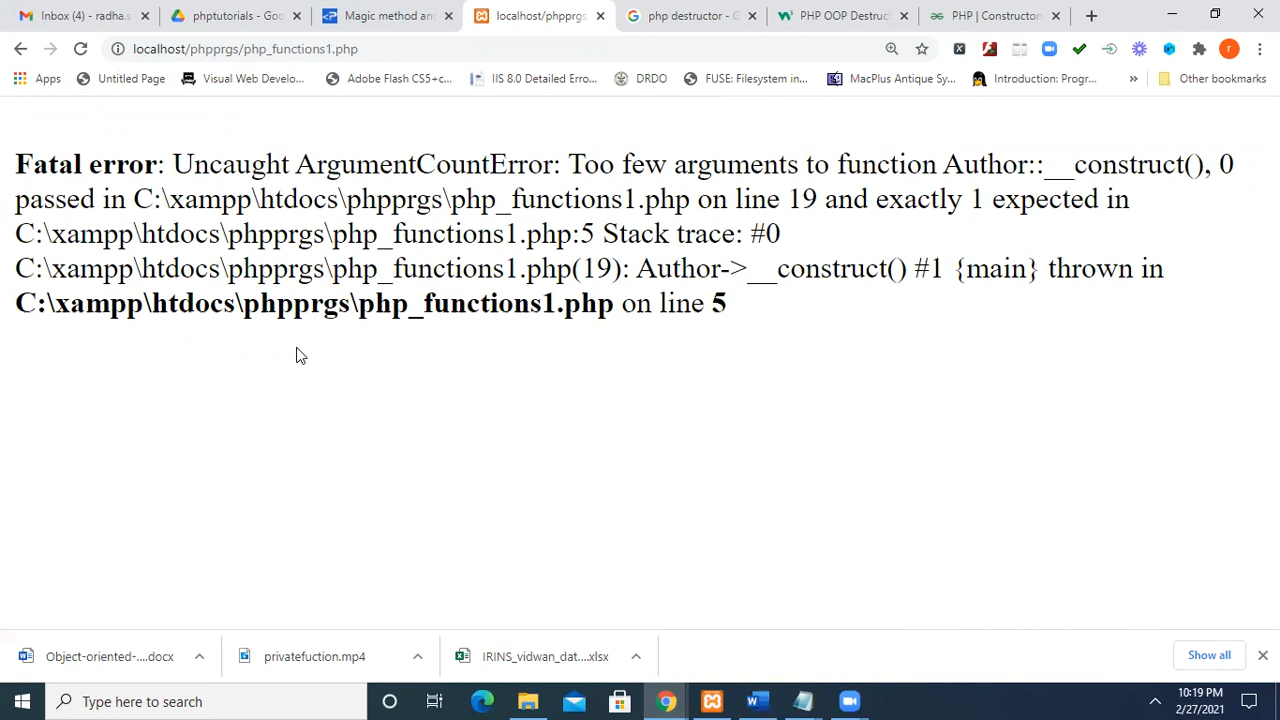 Inbox (4) - radha.s
phptutorials - Goo
Magic method and
localhost/phpprgs
php destructor - G
PHP OOP Destruct
PHP | Constructors
localhost/phpprgs/php_functions1.php
Apps
Untitled Page
Visual Web Develo...
Adobe Flash CS5+c...
IIS 8.0 Detailed Erro...
DRDO
FUSE: Filesystem in...
MacPlus Antique Sy...
Introduction: Progr...
»
Other bookmarks
Fatal error: Uncaught ArgumentCountError: Too few arguments to function Author::__construct(), 0
passed in C:\xampp\htdocs\phpprgs\php_functions1.php on line 19 and exactly 1 expected in
C:\xampp\htdocs\phpprgs\php_functions1.php:5 Stack trace: #0
C:\xampp\htdocs\phpprgs\php_functions1.php(19): Author->__construct() #1 {main} thrown in
C:\xampp\htdocs\phpprgs\php_functions1.php on line 5
Object-oriented-....docx
privatefuction.mp4
IRINS_vidwan_dat....xlsx
Show all
Type here to search
10:19 PM
2/27/2021